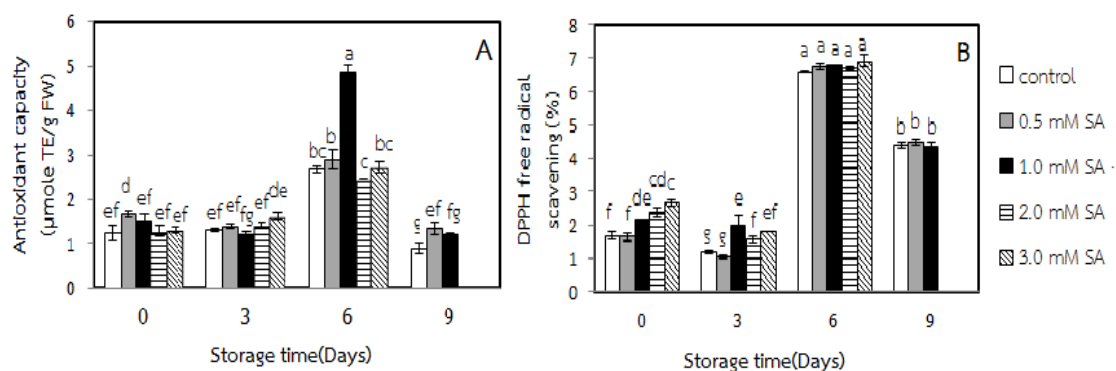 A
Antioxidant capacity
(µmole TE/g FW)
6
5
4
3
2
1
0
ef d ef ef ef
ef ef fg ef de
bc b a c bc
g ef fg
0 3 6 9
Storage time(Days)
B
DPPH free radical
scavening (%)
8
7
6
5
4
3
2
1
0
f f de cd c
g g e f ef
a a a a a
b b b
0 3 6 9
Storage time(Days)
control
0.5 mM SA
1.0 mM SA -
2.0 mM SA
3.0 mM SA